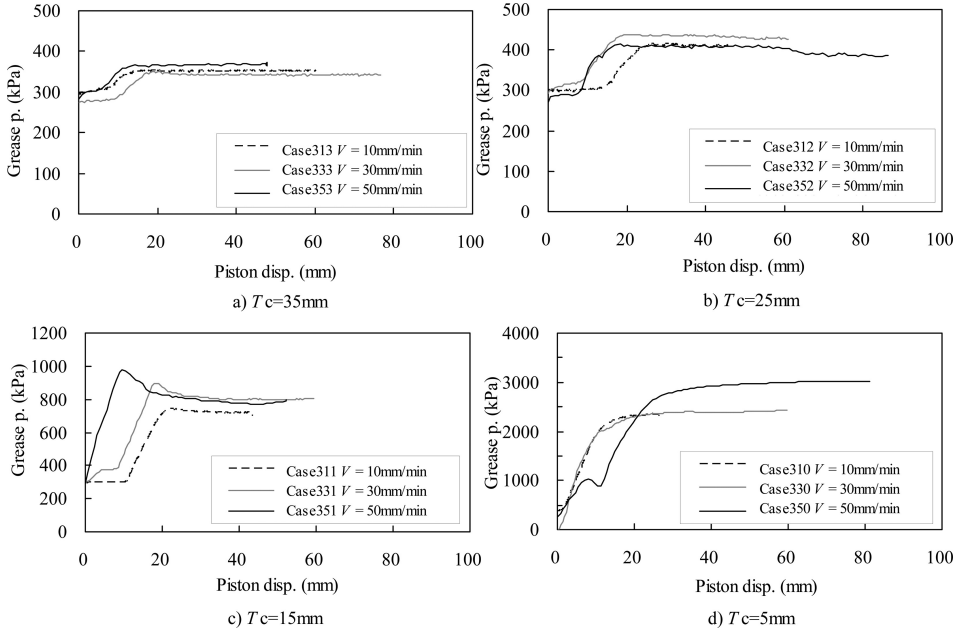 500
400
300
200
100
0
Grease p. (kPa)
Case313 V = 10mm/min
Case333 V = 30mm/min
Case353 V = 50mm/min
0 20 40 60 80 100
Piston disp. (mm)
a) Tc=35mm
500
400
300
200
100
0
Grease p. (kPa)
Case312 V = 10mm/min
Case332 V = 30mm/min
Case352 V = 50mm/min
0 20 40 60 80 100
Piston disp. (mm)
b) Tc=25mm
1200
1000
800
600
400
200
0
Grease p. (kPa)
Case311 V = 10mm/min
Case331 V = 30mm/min
Case351 V = 50mm/min
0 20 40 60 80 100
Piston disp. (mm)
c) Tc=15mm
4000
3000
2000
1000
0
Grease p. (kPa)
Case310 V = 10mm/min
Case330 V = 30mm/min
Case350 V = 50mm/min
0 20 40 60 80 100
Piston disp. (mm)
d) Tc=5mm